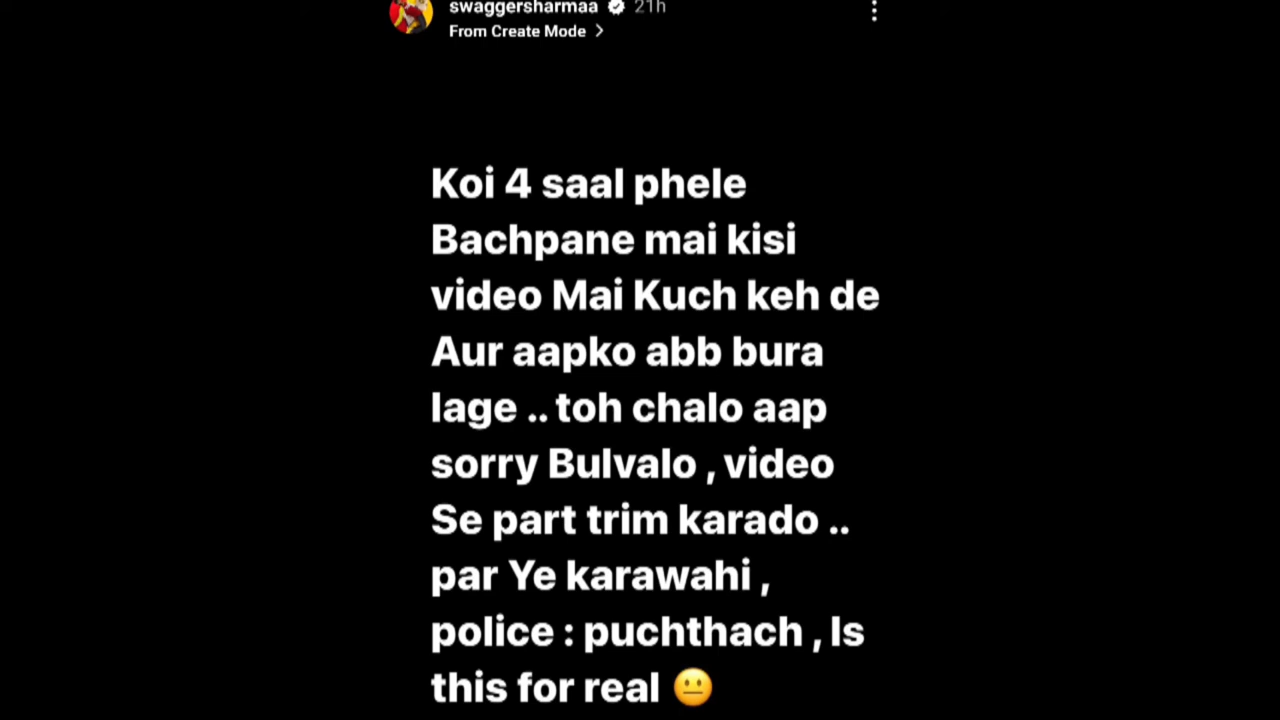 swaggersharmaa 21h
From Create Mode >
Koi 4 saal phele
Bachpane mai kisi
video Mai Kuch keh de
Aur aapko abb bura
lage .. toh chalo aap
sorry Bulvalo , video
Se part trim karado ..
par Ye karawahi ,
police : puchthach , Is
this for real 😐